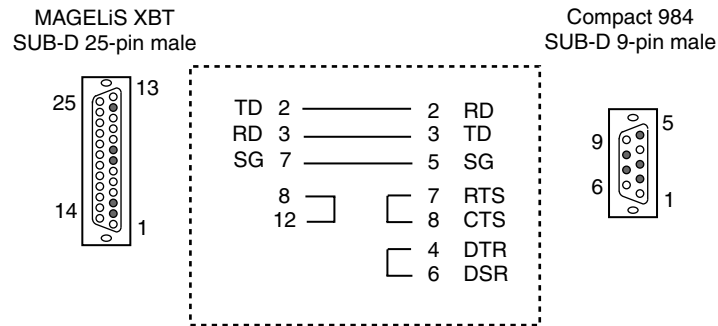 MAGELiS XBT
SUB-D 25-pin male
Compact 984
SUB-D 9-pin male
25
13
14
1
TD 2
2 RD
RD 3
3 TD
SG 7
5 SG
8
12
7 RTS
8 CTS
4 DTR
6 DSR
9
5
6
1